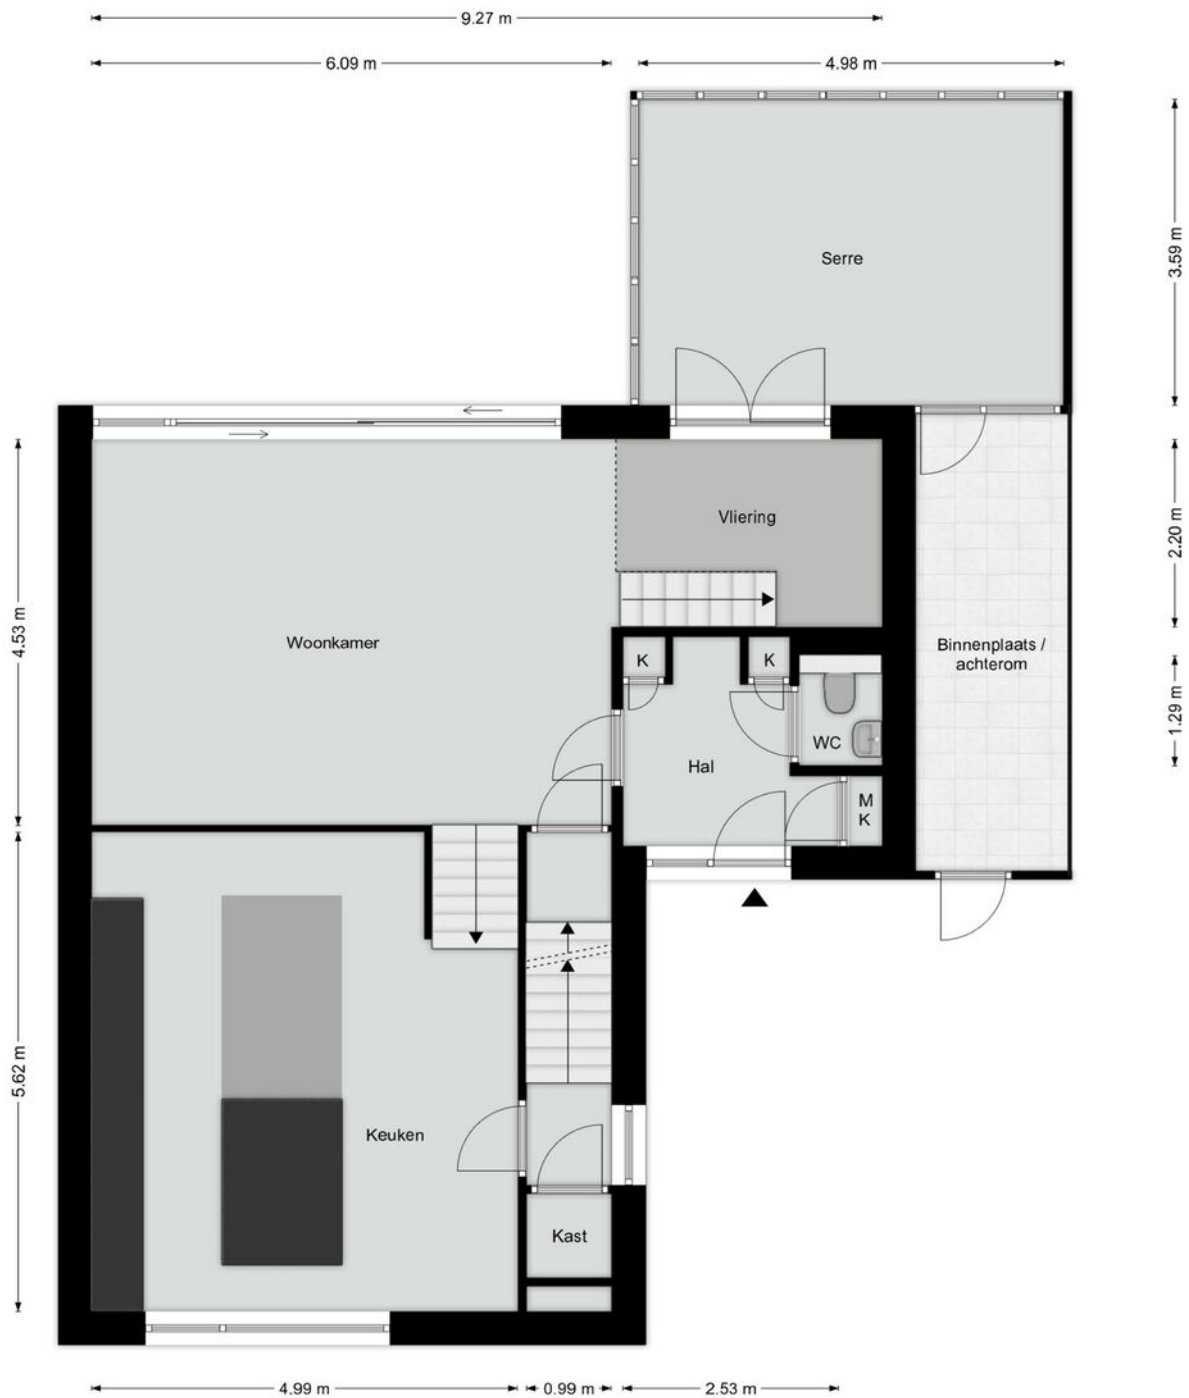 9.27 m
6.09 m
4.98 m
3.59 m
Serre
Vliering
2.20 m
4.53 m
Woonkamer
K
K
Binnenplaats /
achterom
1.29 m
WC
Hal
M
K
5.62 m
Keuken
Kast
4.99 m
0.99 m
2.53 m